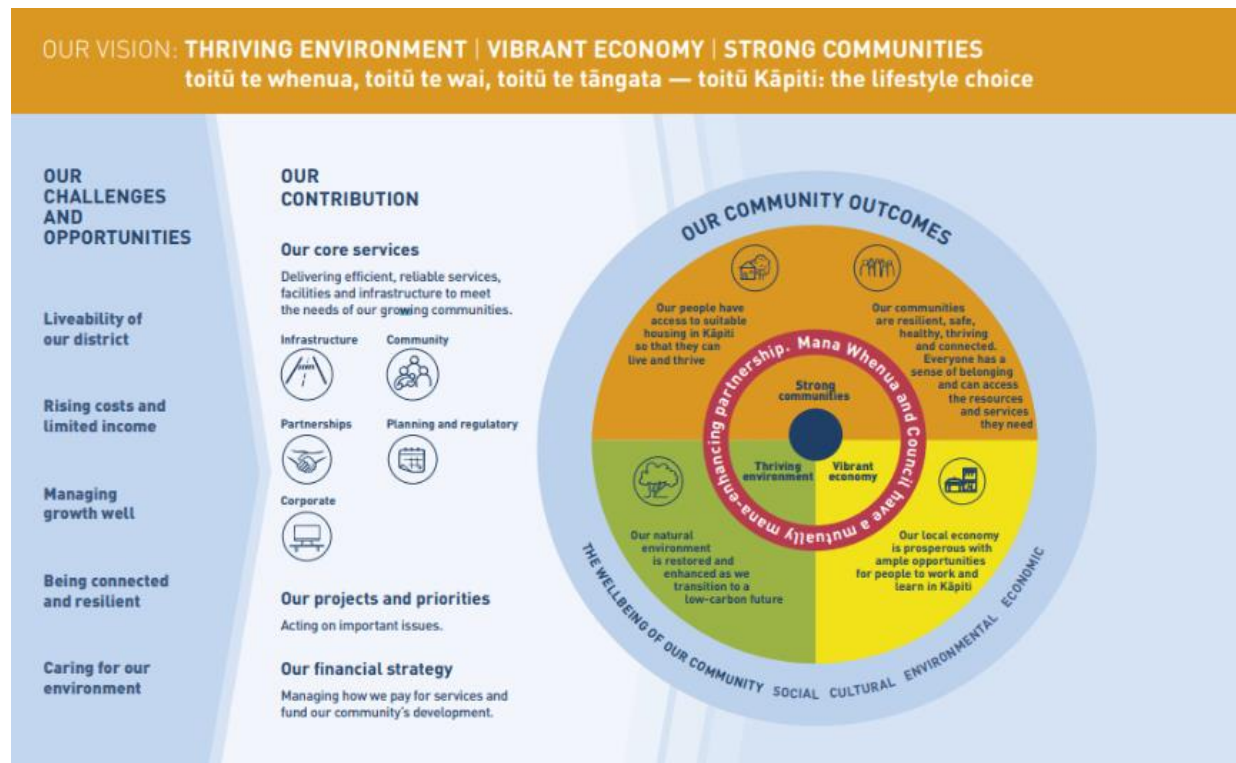 OUR VISION: THRIVING ENVIRONMENT | VIBRANT ECONOMY | STRONG COMMUNITIES
toitū te whenua, toitū te wai, toitū te tāngata — toitū Kāpiti: the lifestyle choice
OUR
CHALLENGES
AND
OPPORTUNITIES
Liveability of
our district
Rising costs and
limited income
Managing
growth well
Being connected
and resilient
Caring for our
environment
OUR
CONTRIBUTION
Our core services
Delivering efficient, reliable services,
facilities and infrastructure to meet
the needs of our growing communities.
Infrastructure
Community
Partnerships
Planning and regulatory
Corporate
Our projects and priorities
Acting on important issues.
Our financial strategy
Managing how we pay for services and
fund our community's development.
OUR COMMUNITY OUTCOMES
Our people have
access to suitable
housing in Kāpiti
so that they can
live and thrive
Our communities
are resilient, safe,
healthy, thriving
and connected.
Everyone has a
sense of belonging
and can access
the resources
and services
they need
Mana Whenua and Council have a mutually mana-enhancing partnership.
Strong
communities
Thriving
environment
Vibrant
economy
Our natural
environment
is restored and
enhanced as we
transition to a
low-carbon future
Our local economy
is prosperous with
ample opportunities
for people to work and
learn in Kāpiti
THE WELLBEING OF OUR COMMUNITY SOCIAL CULTURAL ENVIRONMENTAL ECONOMIC